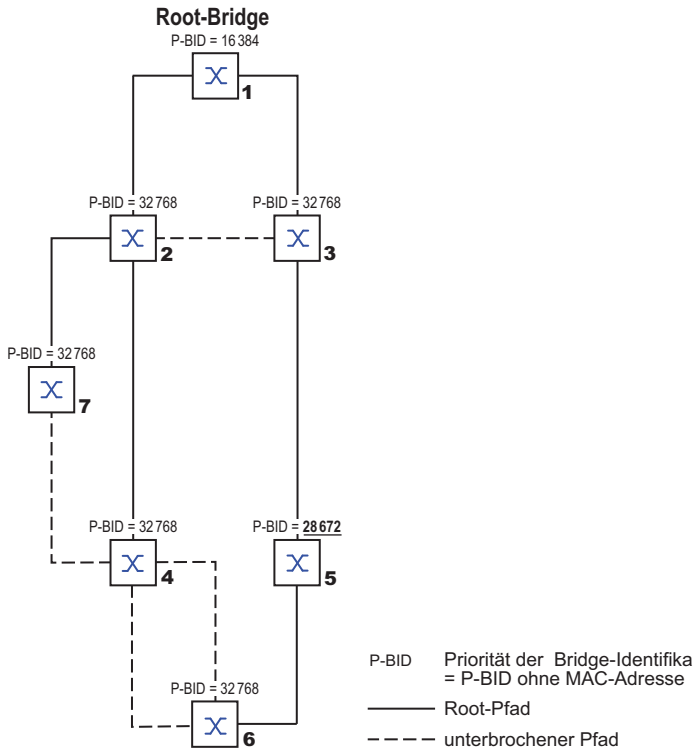 Root-Bridge
P-BID = 16 384
1
P-BID = 32 768
P-BID = 32 768
2
3
P-BID = 32 768
7
P-BID = 32 768
P-BID = 28 672
4
5
P-BID = 32 768
6
P-BID Priorität der Bridge-Identifika
= P-BID ohne MAC-Adresse
Root-Pfad
unterbrochener Pfad